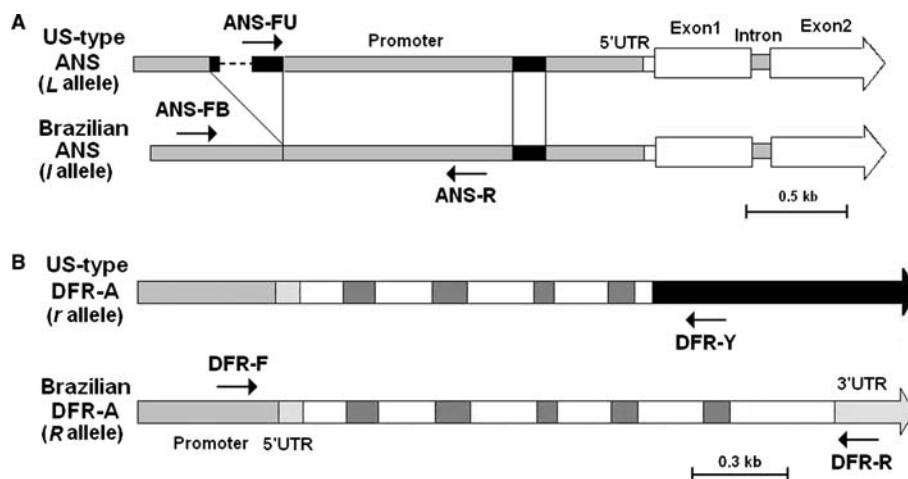 A
US-type
ANS
(L allele)
ANS-FU
Promoter
5'UTR
Exon1
Intron
Exon2
ANS-FB
Brazilian
ANS
(l allele)
ANS-R
0.5 kb
B
US-type
DFR-A
(r allele)
DFR-Y
DFR-F
Brazilian
DFR-A
(R allele)
3'UTR
Promoter
5'UTR
0.3 kb
DFR-R